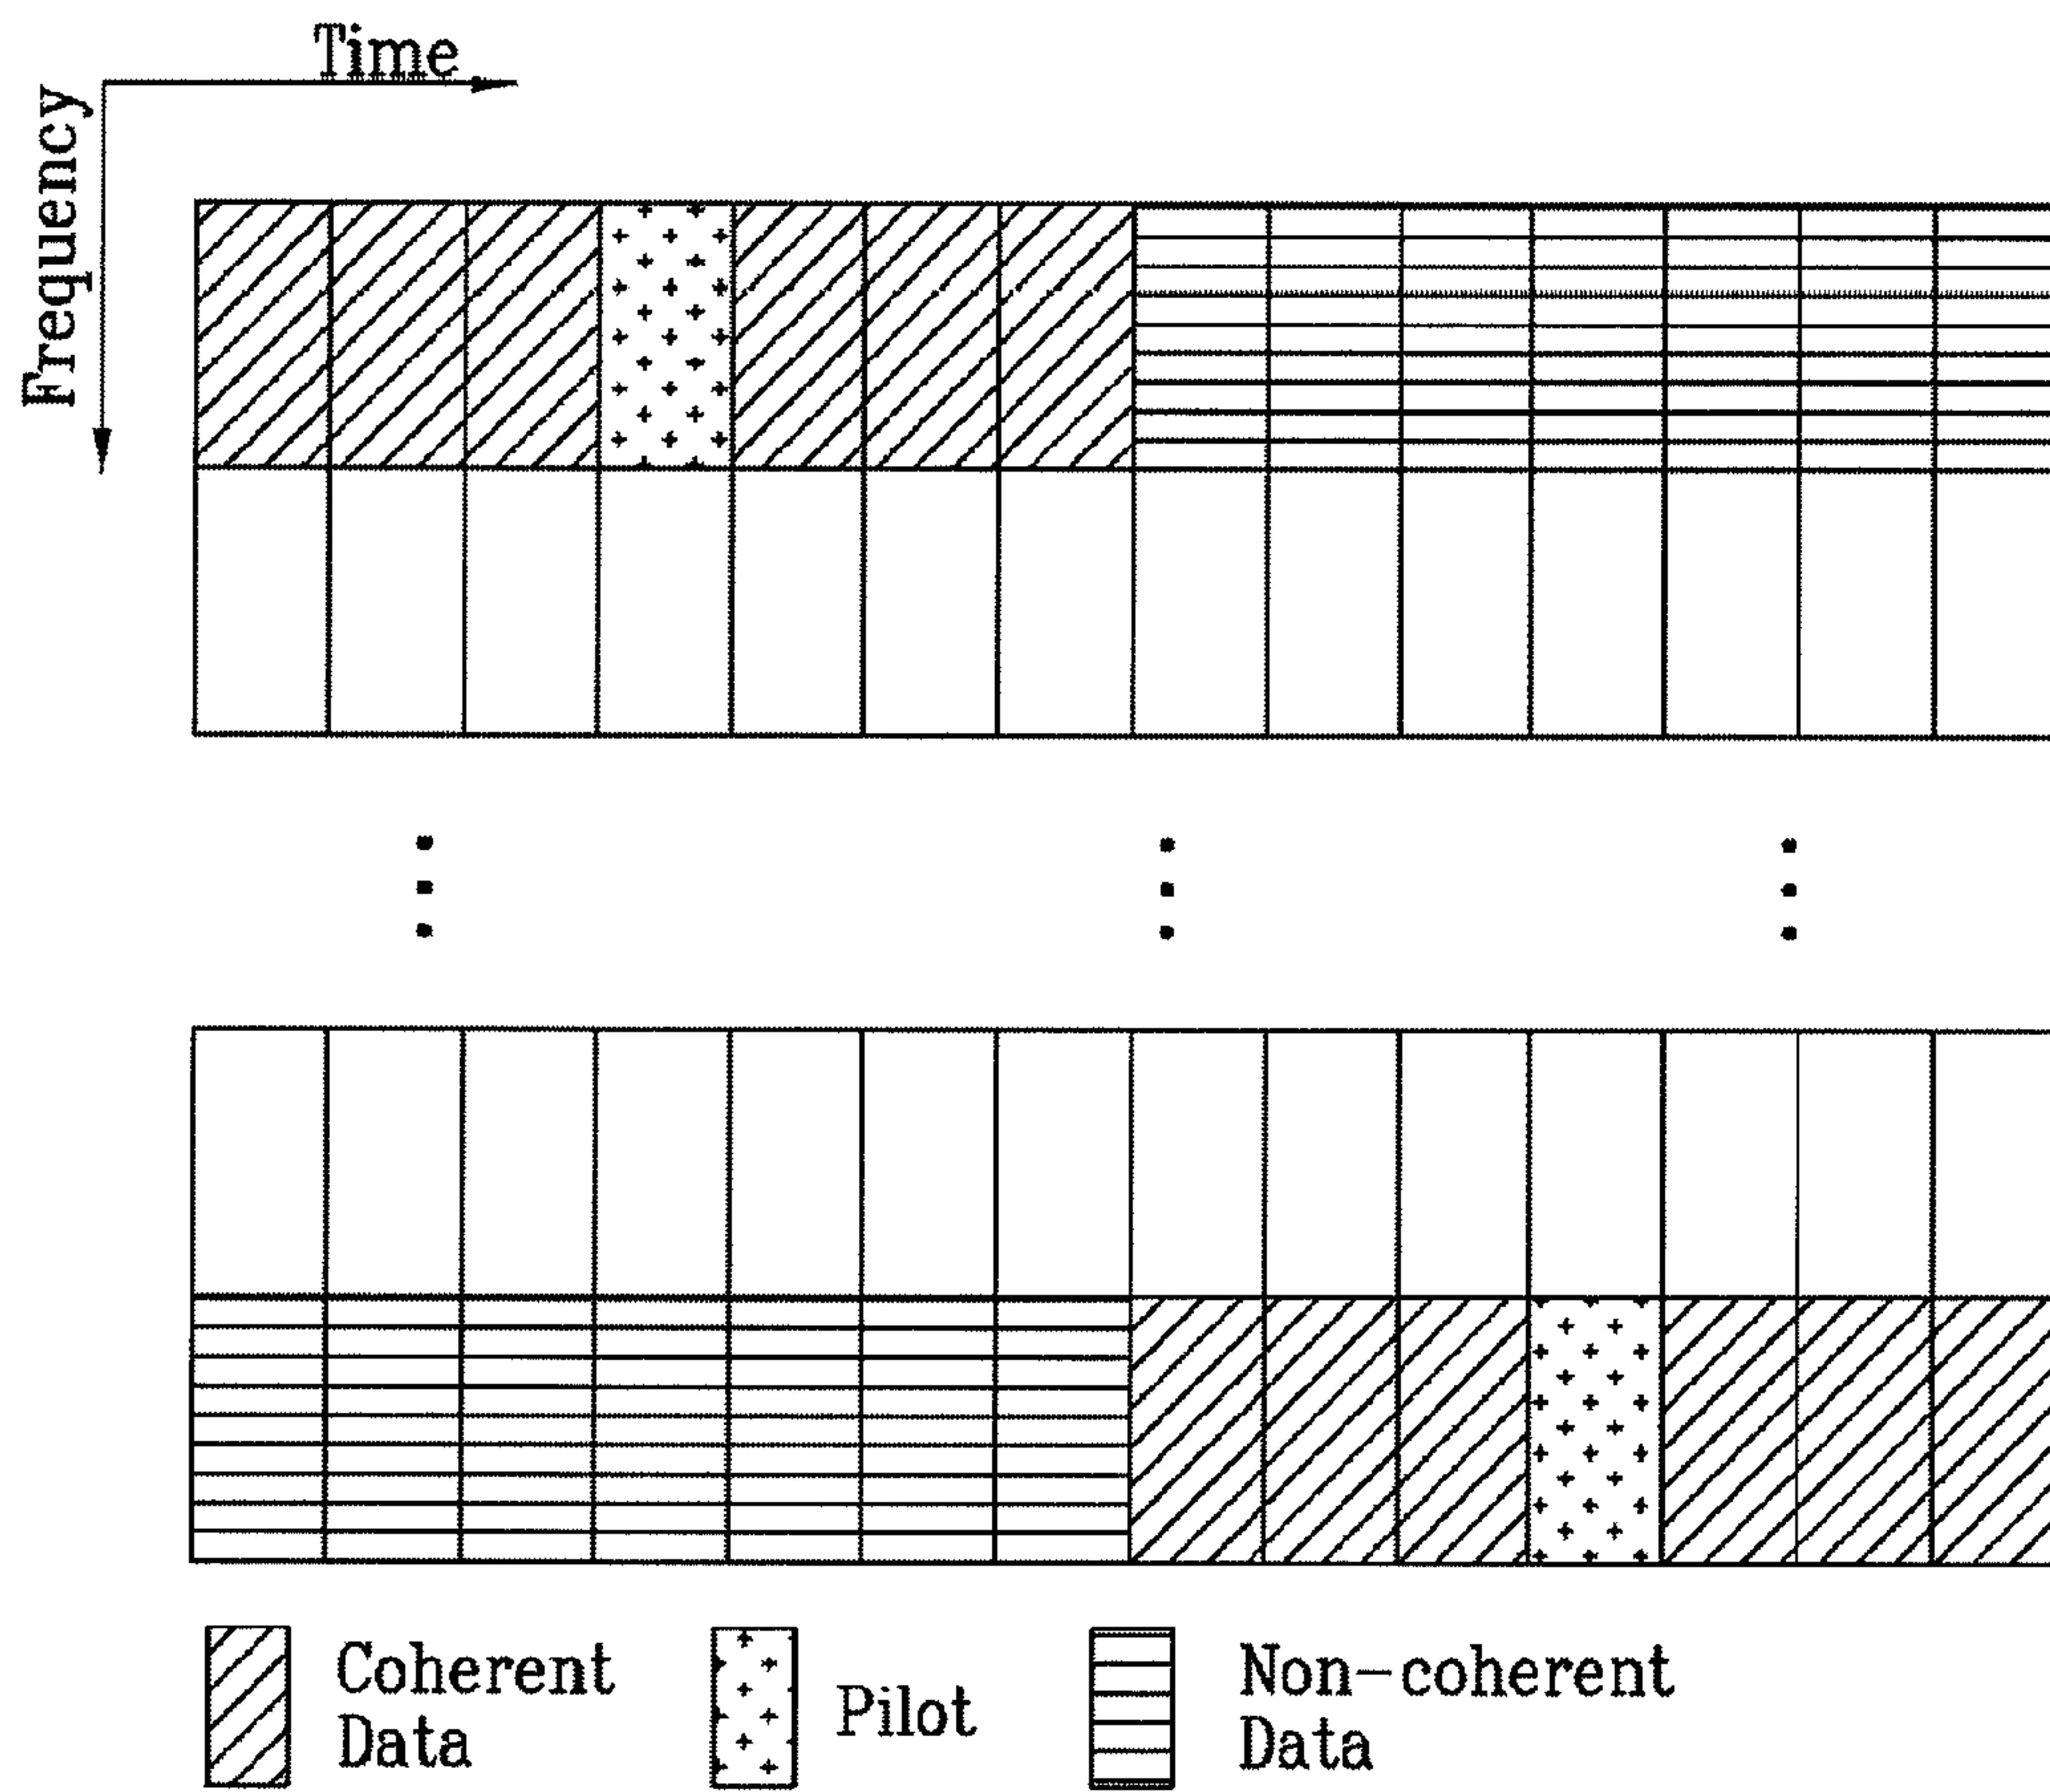 Time
Frequency
Coherent
Data
Pilot
Non-coherent
Data